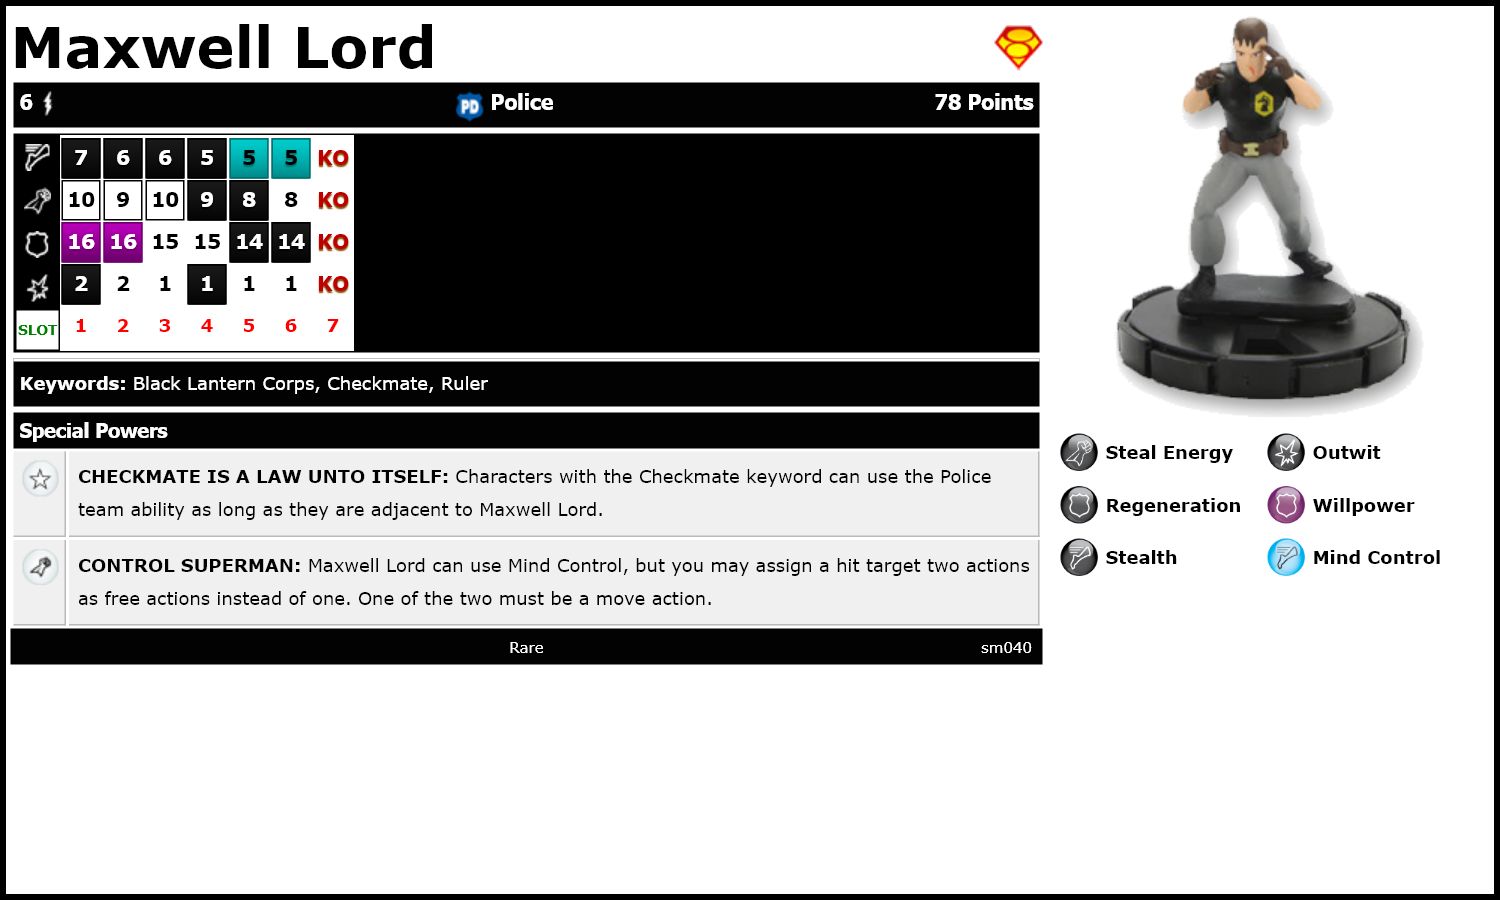 Maxwell Lord
6 PD Police 78 Points
7 6 6 5 5 5 KO
10 9 10 9 8 8 KO
16 16 15 15 14 14 KO
2 2 1 1 1 1 KO
SLOT 1 2 3 4 5 6 7
Keywords: Black Lantern Corps, Checkmate, Ruler
Special Powers
CHECKMATE IS A LAW UNTO ITSELF: Characters with the Checkmate keyword can use the Police
team ability as long as they are adjacent to Maxwell Lord.
CONTROL SUPERMAN: Maxwell Lord can use Mind Control, but you may assign a hit target two actions
as free actions instead of one. One of the two must be a move action.
Rare sm040
Steal Energy Outwit
Regeneration Willpower
Stealth Mind Control